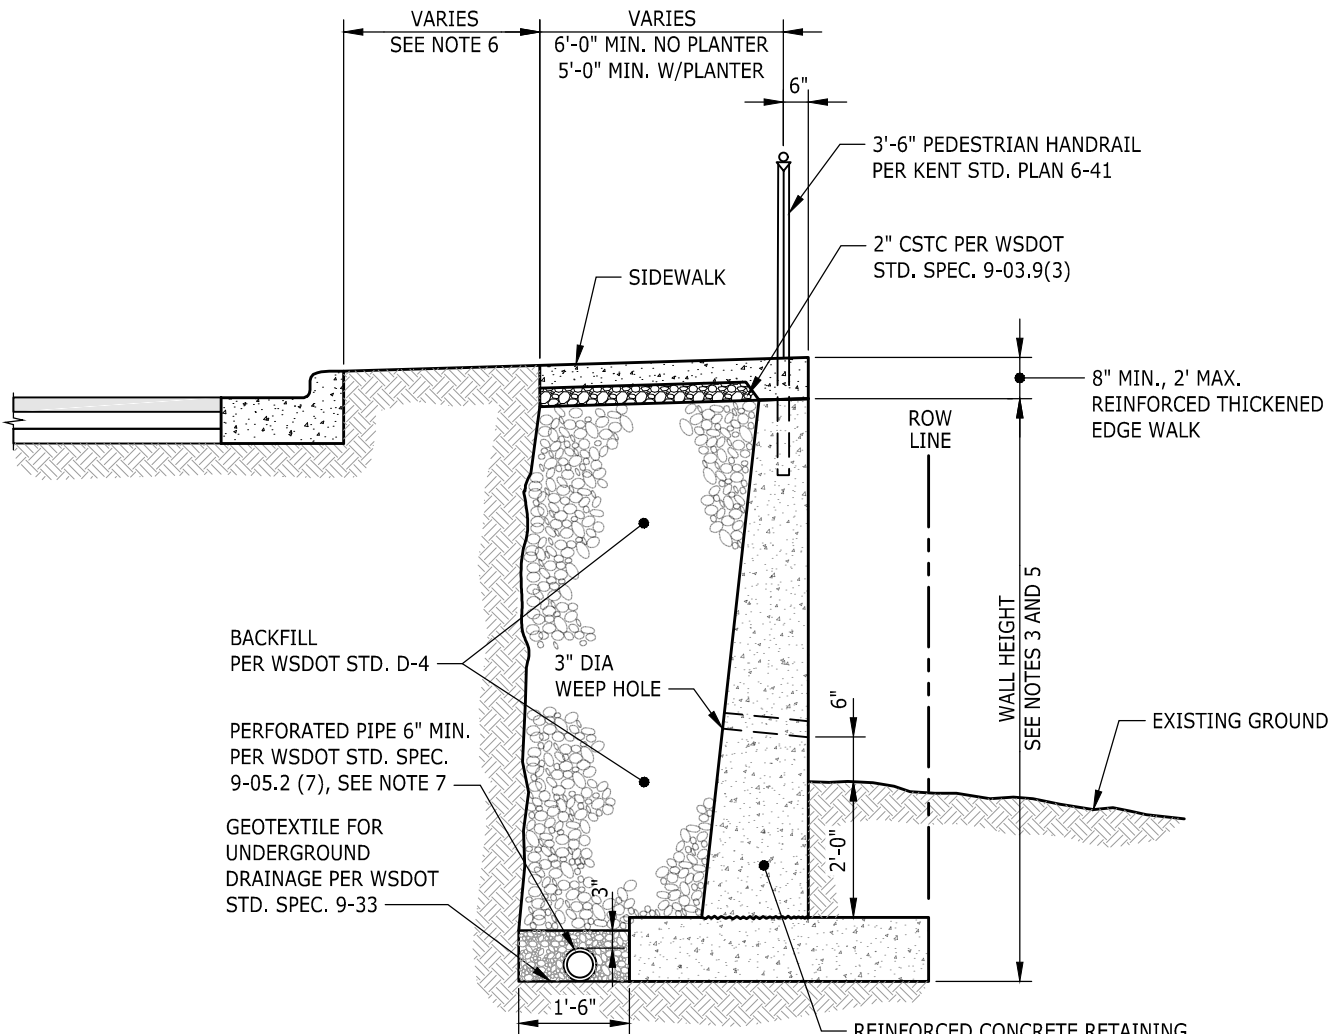 VARIES
SEE NOTE 6
VARIES
6'-0" MIN. NO PLANTER
5'-0" MIN. W/PLANTER
6"
3'-6" PEDESTRIAN HANDRAIL
PER KENT STD. PLAN 6-41
2" CSTC PER WSDOT
STD. SPEC. 9-03.9(3)
SIDEWALK
8" MIN., 2' MAX.
REINFORCED THICKENED
EDGE WALK
ROW
LINE
WALL HEIGHT
SEE NOTES 3 AND 5
BACKFILL
PER WSDOT STD. D-4
3" DIA
WEEP HOLE
6"
EXISTING GROUND
PERFORATED PIPE 6" MIN.
PER WSDOT STD. SPEC.
9-05.2 (7), SEE NOTE 7
GEOTEXTILE FOR
UNDERGROUND
DRAINAGE PER WSDOT
STD. SPEC. 9-33
3"
2'-0"
1'-6"
REINFORCED CONCRETE RETAINING